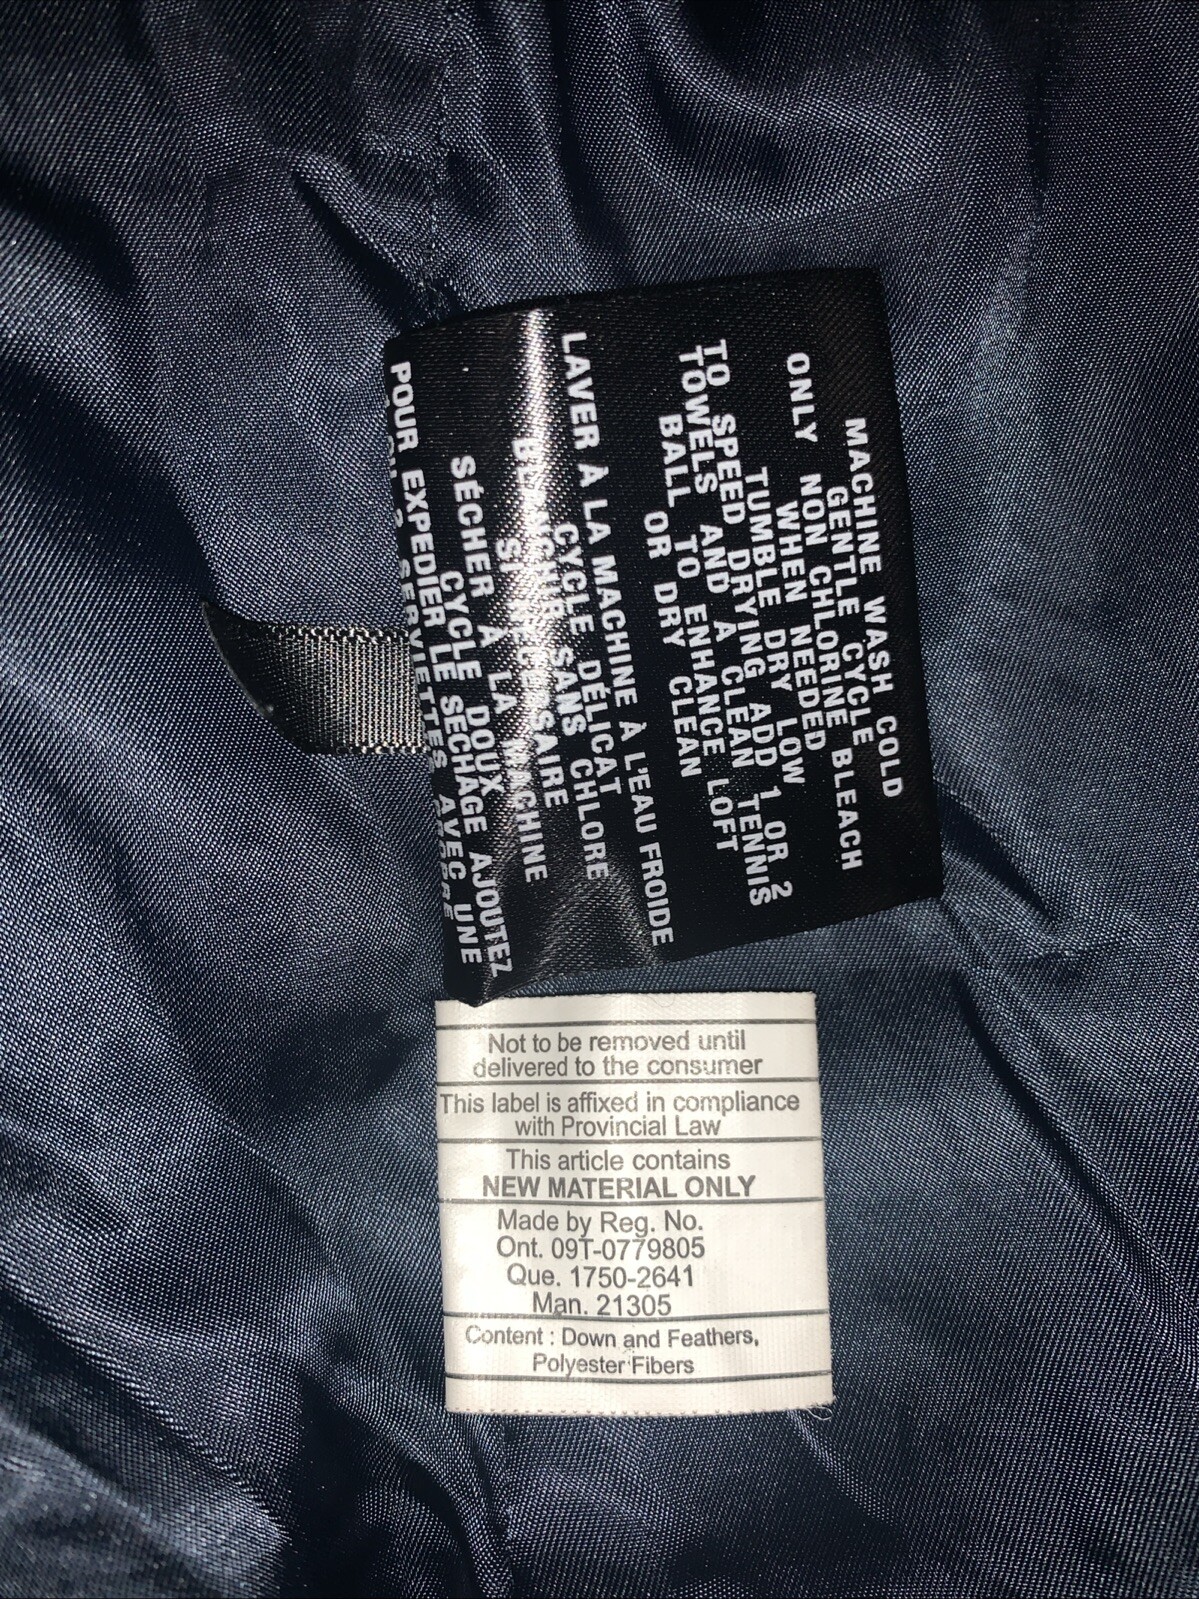 MACHINE WASH COLD
GENTLE CYCLE
ONLY NON CHLORINE BLEACH
WHEN NEEDED
TUMBLE DRY LOW
TO SPEED DRYING ADD 1 OR 2
TOWELS AND A CLEAN TENNIS
BALL TO ENHANCE LOFT
OR DRY CLEAN
LAVER À LA MACHINE À L'EAU FROIDE
CYCLE DÉLICAT
BLANCHIR SANS CHLORE
SI NÉCESSAIRE
SÉCHER À LA MACHINE
CYCLE DOUX
POUR EXPEDIER LE SECHAGE AJOUTEZ
2 SERVIETTES AVEC UNE
Not to be removed until
delivered to the consumer
This label is affixed in compliance
with Provincial Law
This article contains
NEW MATERIAL ONLY
Made by Reg. No.
Ont. 09T-0779805
Que. 1750-2641
Man. 21305
Content : Down and Feathers,
Polyester Fibers